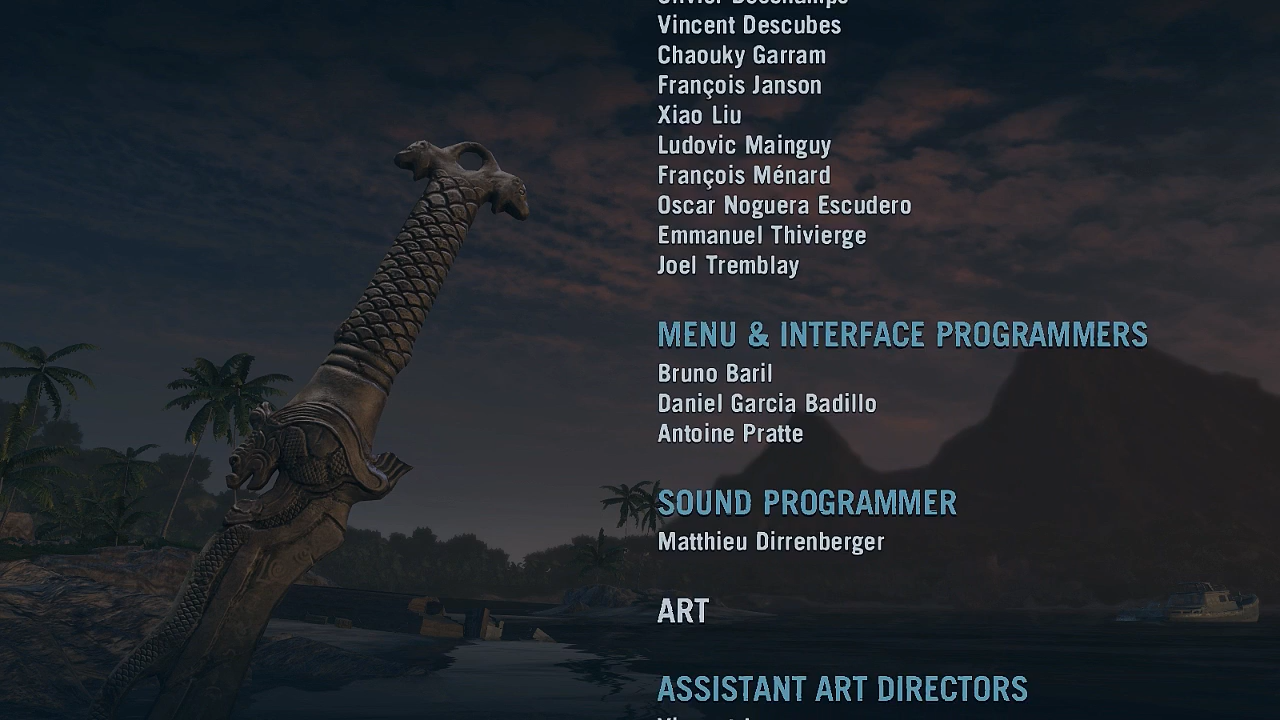 Vincent Descubes
Chaouky Garram
François Janson
Xiao Liu
Ludovic Mainguy
François Ménard
Oscar Noguera Escudero
Emmanuel Thivierge
Joel Tremblay
MENU & INTERFACE PROGRAMMERS
Bruno Baril
Daniel Garcia Badillo
Antoine Pratte
SOUND PROGRAMMER
Matthieu Dirrenberger
ART
ASSISTANT ART DIRECTORS